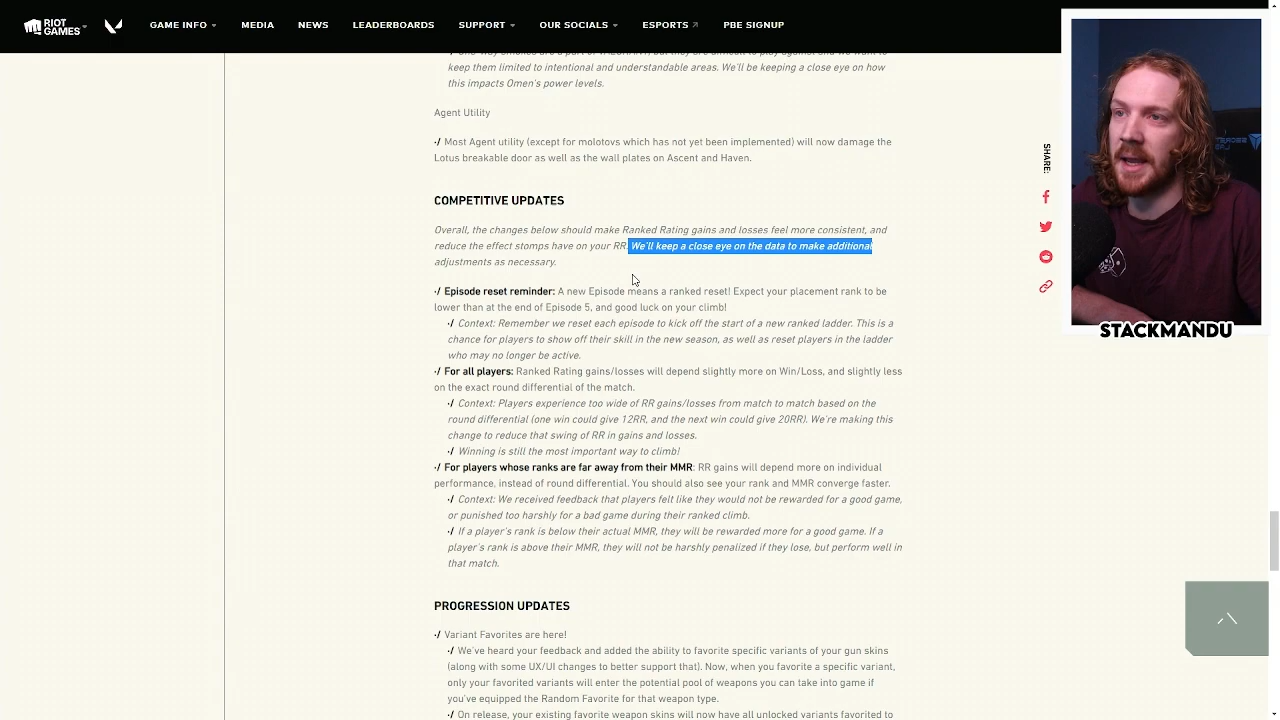 RIOT GAMES
GAME INFO
MEDIA
NEWS
LEADERBOARDS
SUPPORT
OUR SOCIALS
ESPORTS
PBE SIGNUP
keep them limited to intentional and understandable areas. We'll be keeping a close eye on how
this impacts Omen's power levels.
Agent Utility
·/ Most Agent utility (except for molotovs which has not yet been implemented) will now damage the
Lotus breakable door as well as the wall plates on Ascent and Haven.
COMPETITIVE UPDATES
Overall, the changes below should make Ranked Rating gains and losses feel more consistent, and
reduce the effect stomps have on your RR. We'll keep a close eye on the data to make additional
adjustments as necessary.
·/ Episode reset reminder: A new Episode means a ranked reset! Expect your placement rank to be
lower than at the end of Episode 5, and good luck on your climb!
·/ Context: Remember we reset each episode to kick off the start of a new ranked ladder. This is a
chance for players to show off their skill in the new season, as well as reset players in the ladder
who may no longer be active.
·/ For all players: Ranked Rating gains/losses will depend slightly more on Win/Loss, and slightly less
on the exact round differential of the match.
·/ Context: Players experience too wide of RR gains/losses from match to match based on the
round differential (one win could give 12RR, and the next win could give 20RR). We're making this
change to reduce that swing of RR in gains and losses.
·/ Winning is still the most important way to climb!
·/ For players whose ranks are far away from their MMR: RR gains will depend more on individual
performance, instead of round differential. You should also see your rank and MMR converge faster.
·/ Context: We received feedback that players felt like they would not be rewarded for a good game,
or punished too harshly for a bad game during their ranked climb.
·/ If a player's rank is below their actual MMR, they will be rewarded more for a good game. If a
player's rank is above their MMR, they will not be harshly penalized if they lose, but perform well in
that match.
PROGRESSION UPDATES
·/ Variant Favorites are here!
·/ We've heard your feedback and added the ability to favorite specific variants of your gun skins
(along with some UX/UI changes to better support that). Now, when you favorite a specific variant,
only your favorited variants will enter the potential pool of weapons you can take into game if
you've equipped the Random Favorite for that weapon type.
·/ On release, your existing favorite weapon skins will now have all unlocked variants favorited to
SHARE:
STACKMANDU